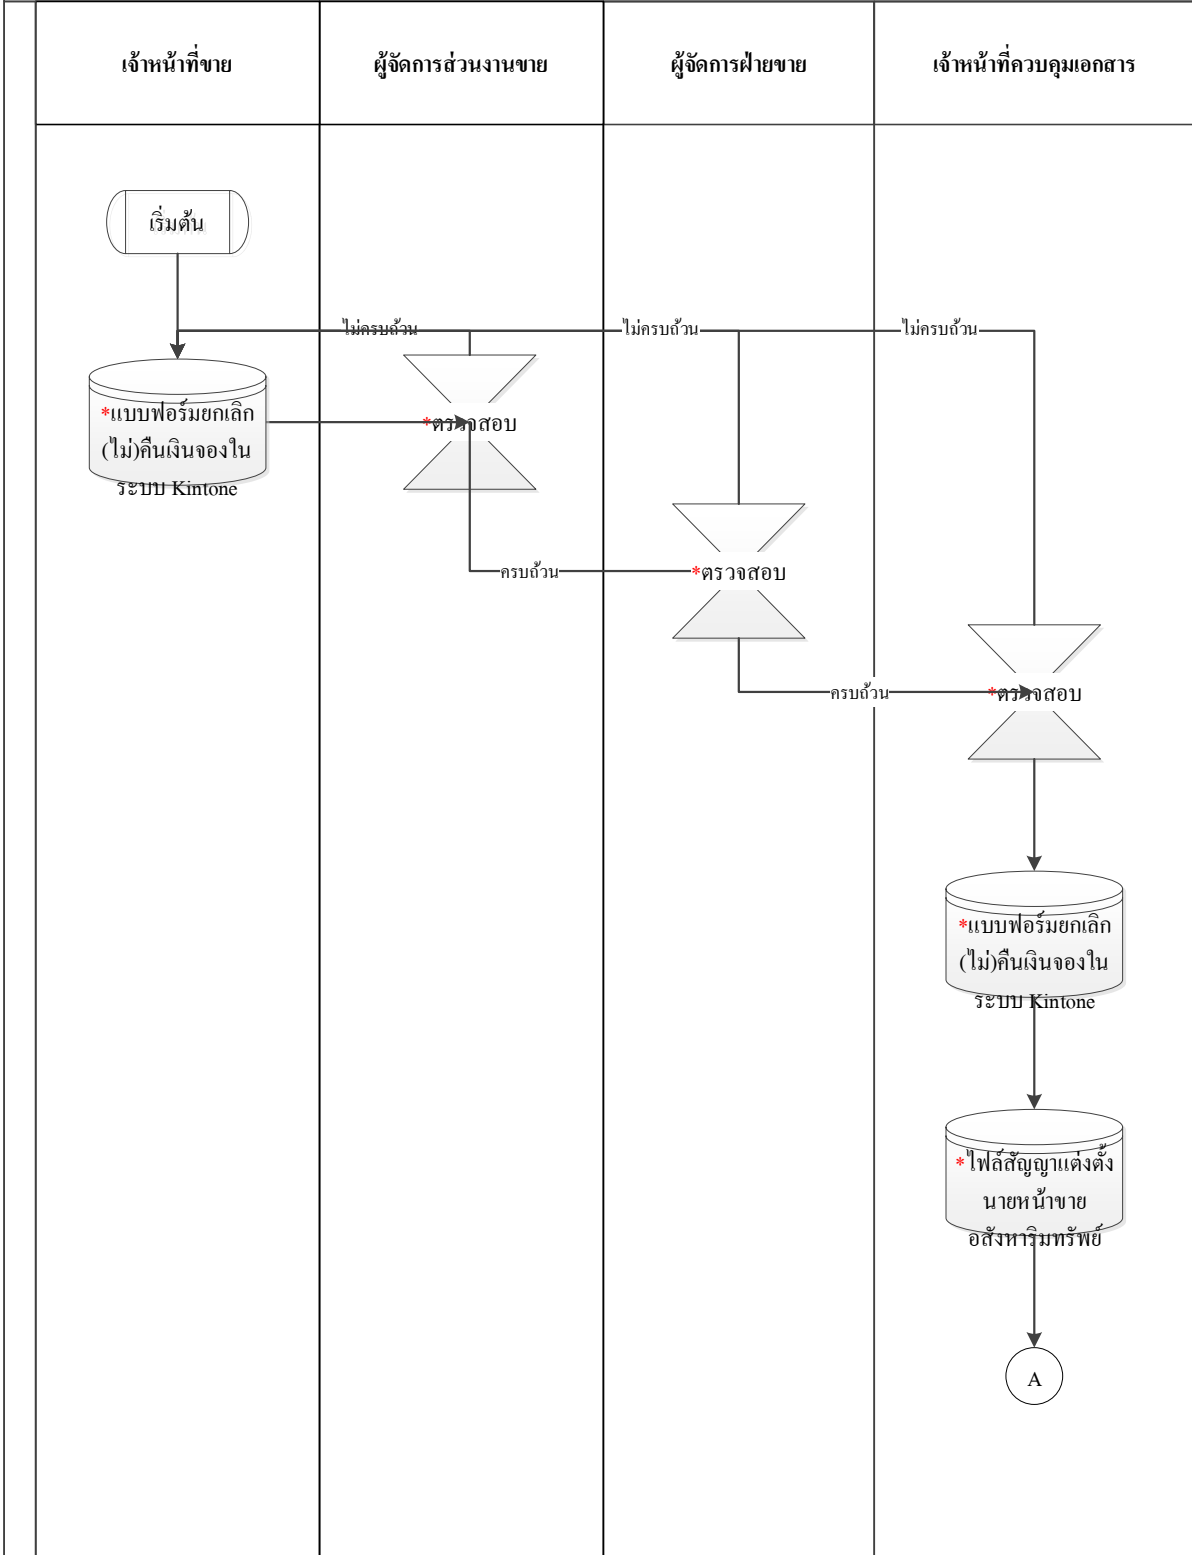 เจ้าหน้าที่ขาย
ผู้จัดการส่วนงานขาย
ผู้จัดการฝ่ายขาย
เจ้าหน้าที่ควบคุมเอกสาร
เริ่มต้น
ไม่ครบถ้วน
ไม่ครบถ้วน
ไม่ครบถ้วน
*แบบฟอร์มยกเลิก
(ไม่)คืนเงินจองใน
ระบบ Kintone
*ตรวจสอบ
ครบถ้วน
*ตรวจสอบ
ครบถ้วน
*ตรวจสอบ
*แบบฟอร์มยกเลิก
(ไม่)คืนเงินจองใน
ระบบ Kintone
*ไฟล์สัญญาแต่งตั้ง
นายหน้าขาย
อสังหาริมทรัพย์
A